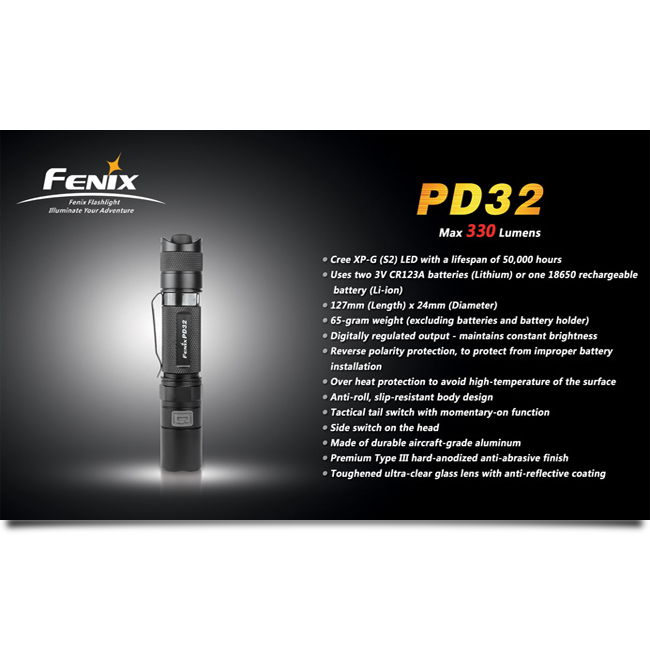 FENIX
Fenix Flashlight
Illuminate Your Adventure
Fenix PD32
PD32
Max 330 Lumens
• Cree XP-G (S2) LED with a lifespan of 50,000 hours
• Uses two 3V CR123A batteries (Lithium) or one 18650 rechargeable
battery (Li-ion)
• 127mm (Length) x 24mm (Diameter)
• 65-gram weight (excluding batteries and battery holder)
• Digitally regulated output - maintains constant brightness
• Reverse polarity protection, to protect from improper battery
installation
• Over heat protection to avoid high-temperature of the surface
• Anti-roll, slip-resistant body design
• Tactical tail switch with momentary-on function
• Side switch on the head
• Made of durable aircraft-grade aluminum
• Premium Type III hard-anodized anti-abrasive finish
• Toughened ultra-clear glass lens with anti-reflective coating